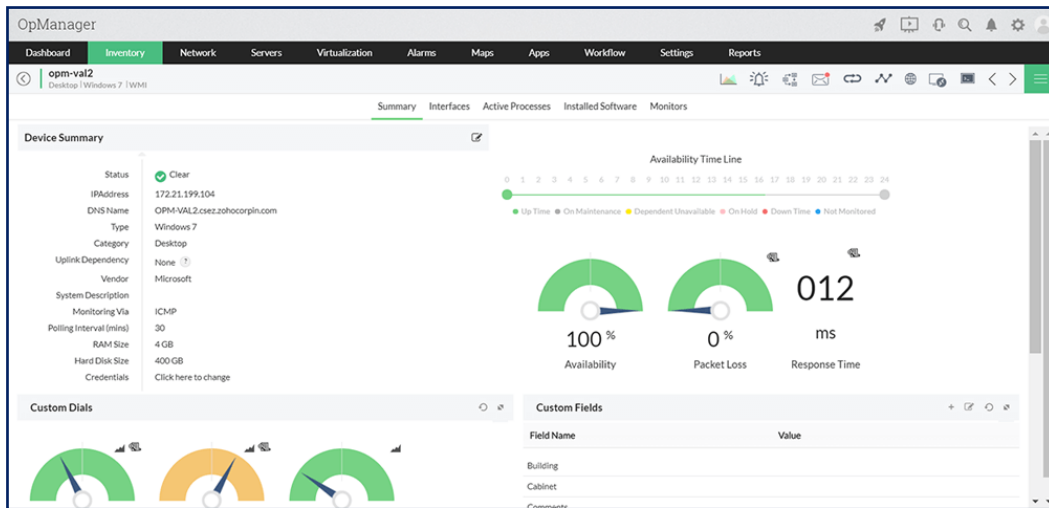 OpManager
Dashboard Inventory Network Servers Virtualization Alarms Maps Apps Workflow Settings Reports
opm-val2
Desktop | Windows 7 | WMI
Summary Interfaces Active Processes Installed Software Monitors
Device Summary
Status Clear
IPAddress 172.21.199.104
DNS Name OPM-VAL2.csez.zohocorpin.com
Type Windows 7
Category Desktop
Uplink Dependency None ?
Vendor Microsoft
System Description
Monitoring Via ICMP
Polling Interval (mins) 30
RAM Size 4 GB
Hard Disk Size 400 GB
Credentials Click here to change
Availability Time Line
0 1 2 3 4 5 6 7 8 9 10 11 12 13 14 15 16 17 18 19 20 21 22 23 24
Up Time On Maintenance Dependent Unavailable On Hold Down Time Not Monitored
100 % 0 % 012 ms
Availability Packet Loss Response Time
Custom Dials
Custom Fields
Field Name Value
Building
Cabinet
Comments